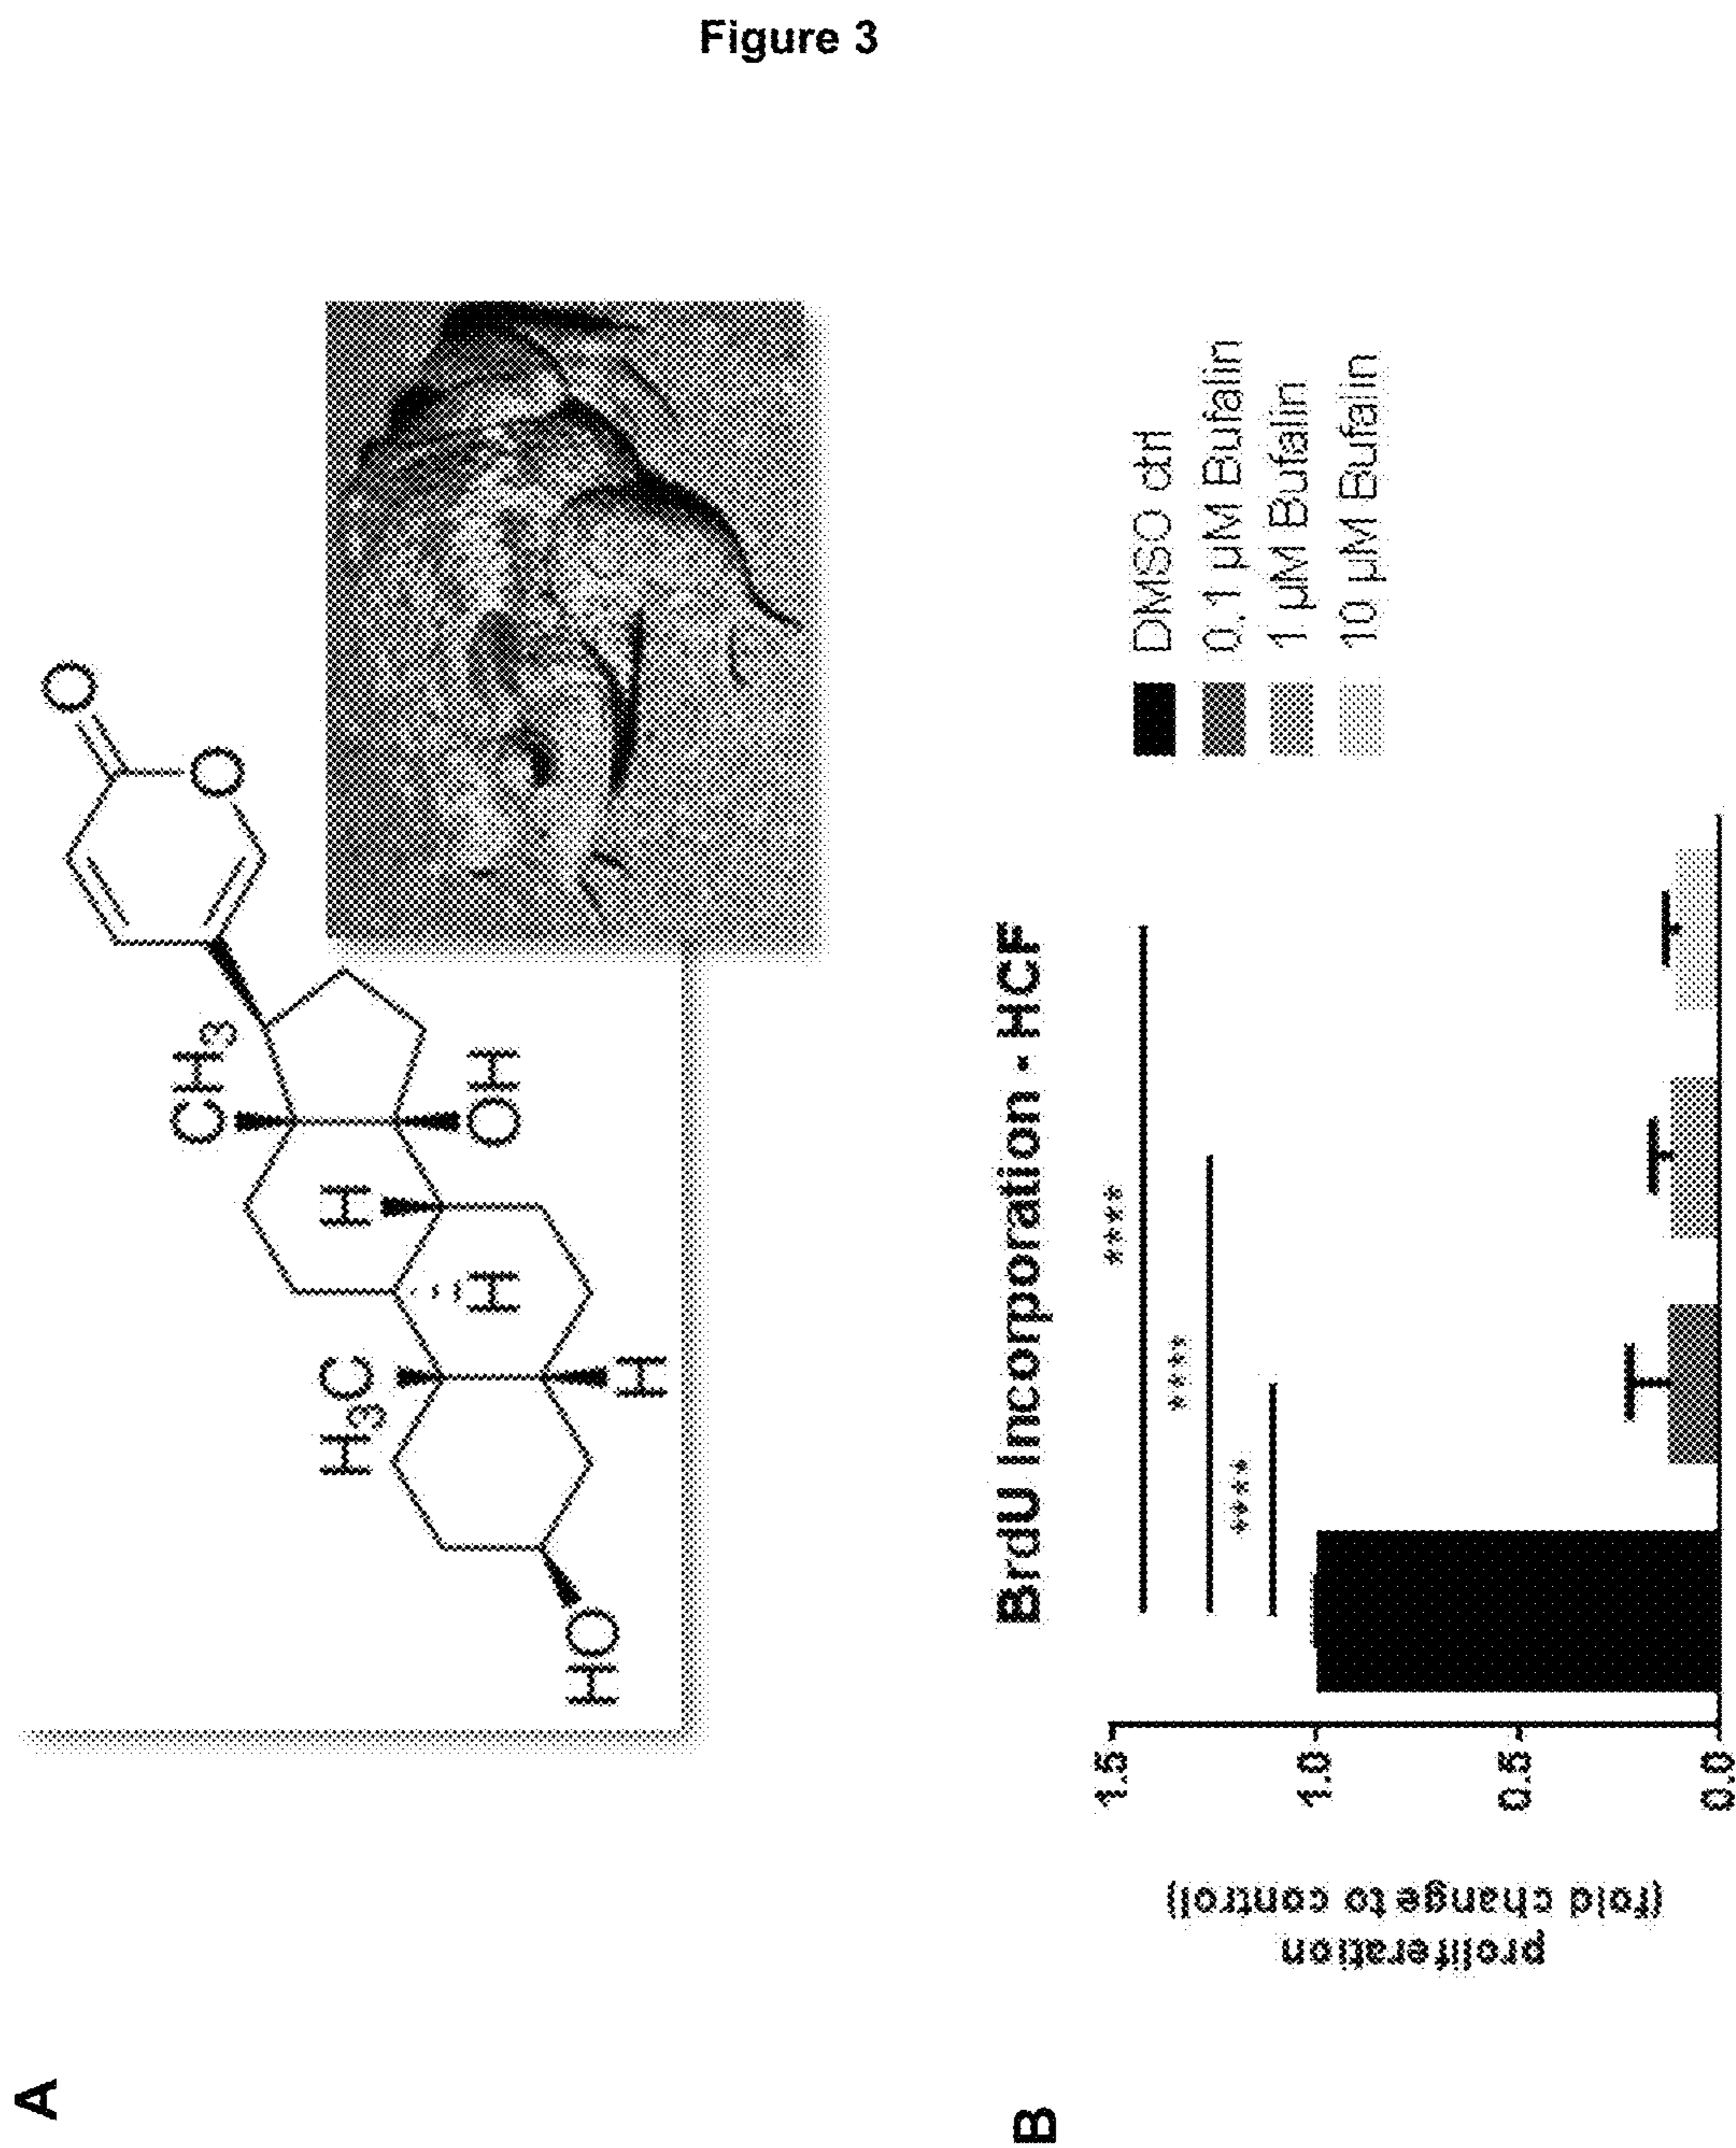 Figure 3
A
O
O
CH3
OH
H
H
H3C
H
HO
B
BrdU Incorporation - HCF
****
****
****
1.5
1.0
0.5
0.0
proliferation
(fold change to control)
DMSO ctrl
0,1 µM Bufalin
1 µM Bufalin
10 µM Bufalin